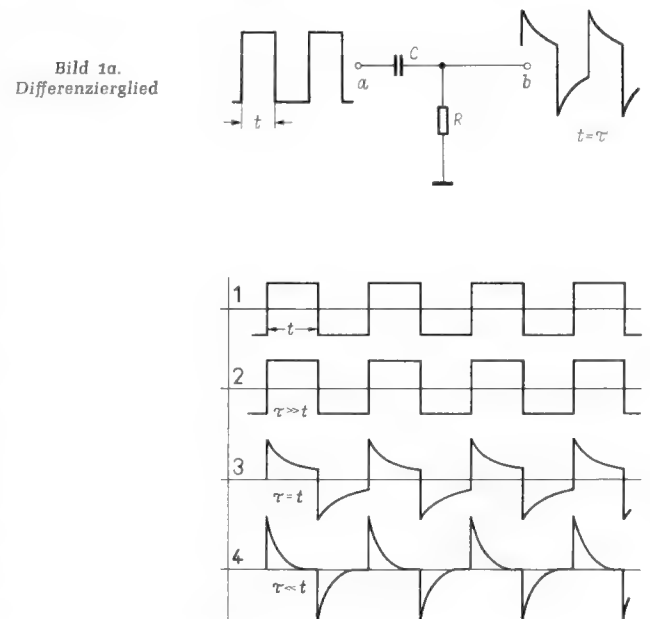 Bild 1a.
Differenzierglied
t
a
C
R
b
t=τ
1
t
2
τ≫t
3
τ=t
4
τ≪t